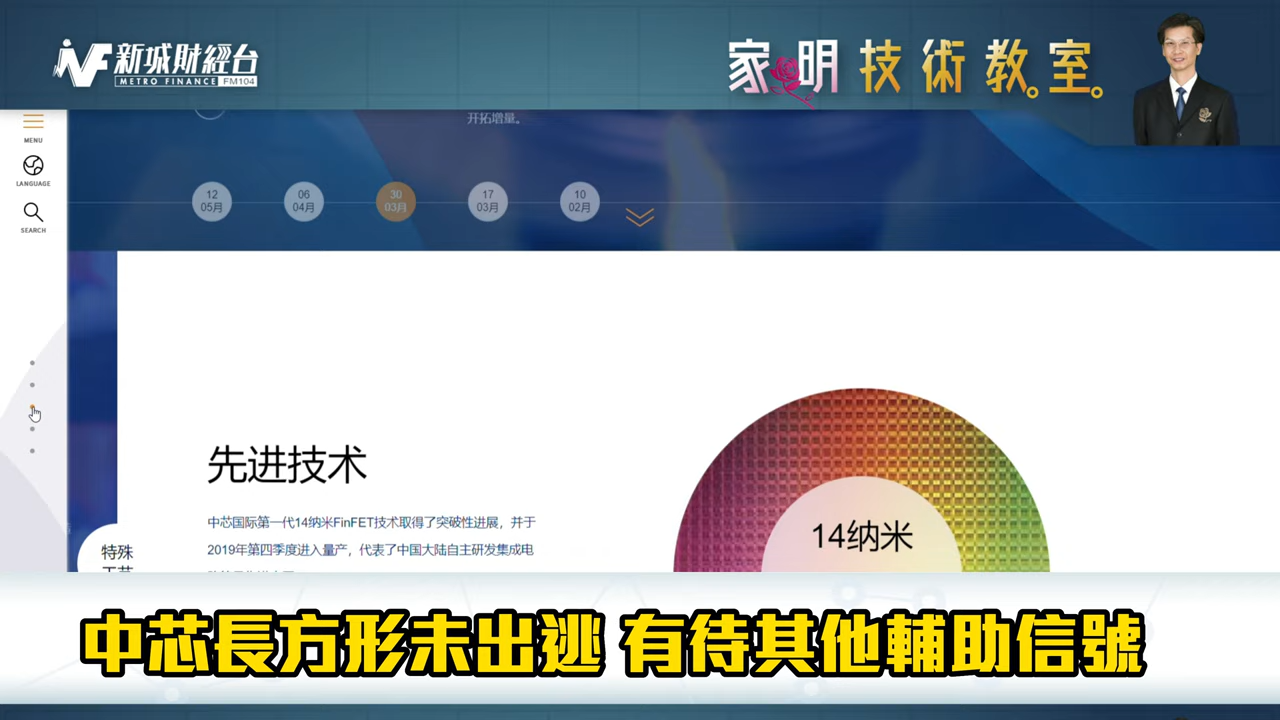 新城財經台
METRO FINANCE FM104
家明技術教室
开拓增量。
MENU
LANGUAGE
SEARCH
12
05月
06
04月
30
03月
17
03月
10
02月
先进技术
中芯国际第一代14纳米FinFET技术取得了突破性进展，并于
2019年第四季度进入量产，代表了中国大陆自主研发集成电
14纳米
特殊
工艺
中芯長方形未出逃 有待其他輔助信號